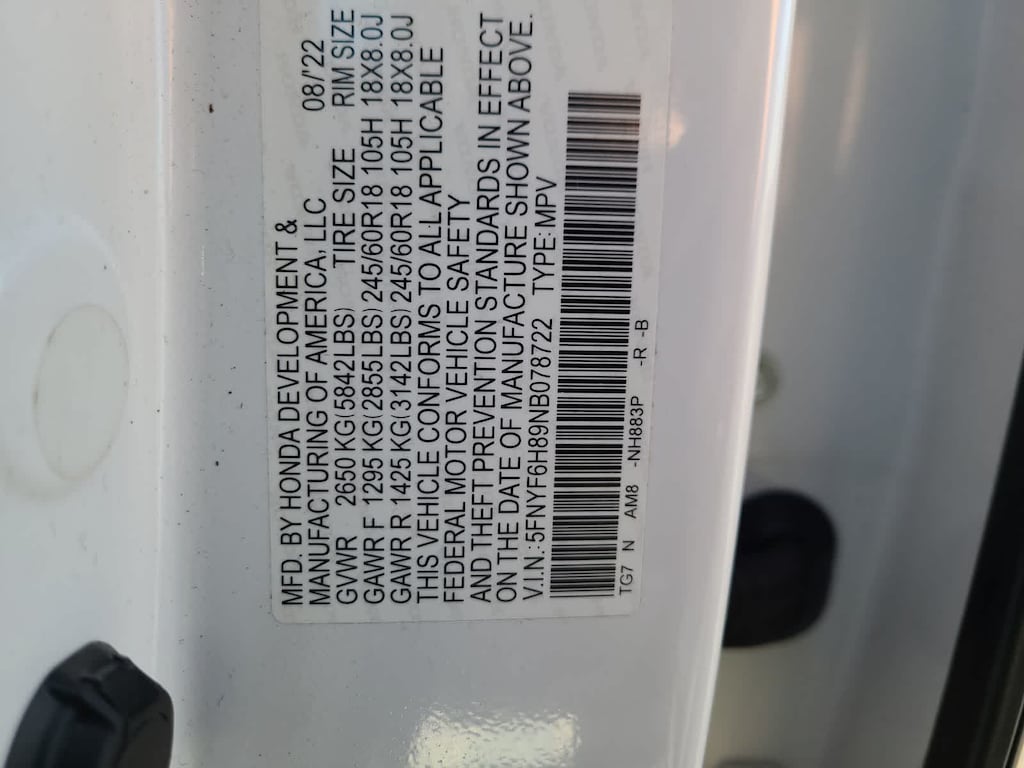 MFD. BY HONDA DEVELOPMENT &
MANUFACTURING OF AMERICA, LLC 08/'22
GVWR 2650 KG(5842LBS) TIRE SIZE RIM SIZE
GAWR F 1295 KG(2855LBS) 245/60R18 105H 18X8.0J
GAWR R 1425 KG(3142LBS) 245/60R18 105H 18X8.0J
THIS VEHICLE CONFORMS TO ALL APPLICABLE
FEDERAL MOTOR VEHICLE SAFETY
AND THEFT PREVENTION STANDARDS IN EFFECT
ON THE DATE OF MANUFACTURE SHOWN ABOVE.
V.I.N.: 5FNYF6H89NB078722 TYPE: MPV
TG7 N AM8 -NH883P -R -B